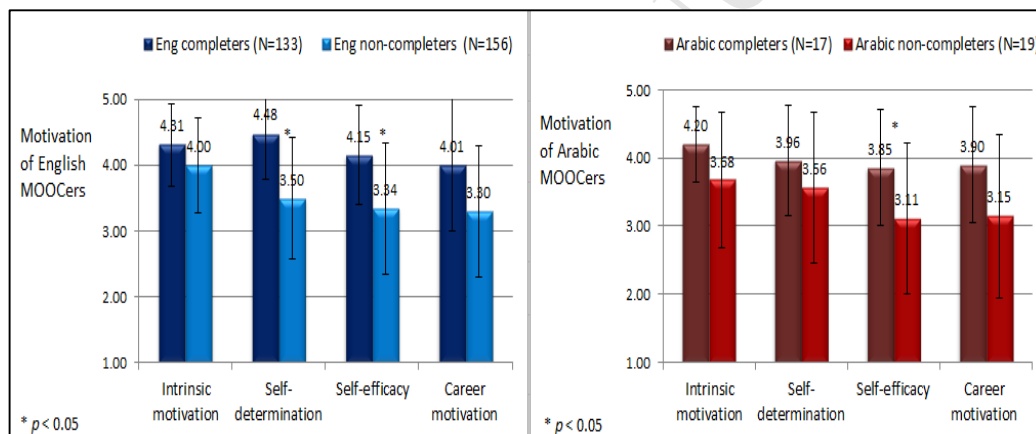 Eng completers (N=133) Eng non-completers (N=156)
5.00
4.00
3.00
2.00
1.00
Motivation
of English
MOOCers
4.31
4.00
4.48
*
3.50
4.15
*
3.34
4.01
3.30
Intrinsic
motivation
Self-
determination
Self-efficacy
Career
motivation
* p < 0.05
Arabic completers (N=17) Arabic non-completers (N=19)
5.00
4.00
3.00
2.00
1.00
Motivation
of Arabic
MOOCers
4.20
3.68
3.96
3.56
3.85
*
3.11
3.90
3.15
Intrinsic
motivation
Self-
determination
Self-efficacy
Career
motivation
* p < 0.05